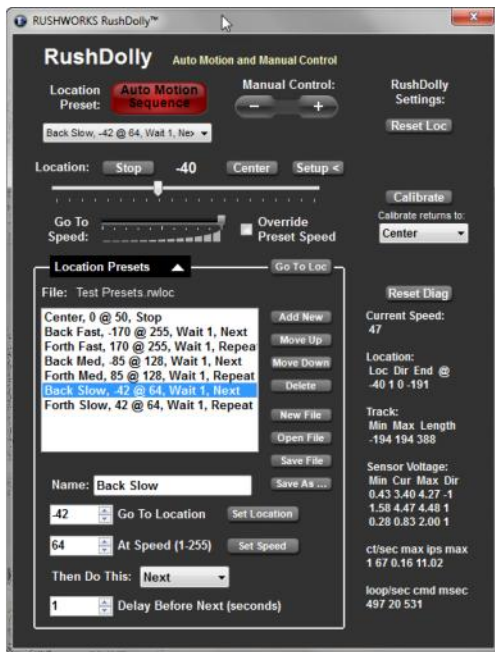 RUSHWORKS RushDolly™
RushDolly Auto Motion and Manual Control
Location Preset:
Auto Motion Sequence
Manual Control:
− +
RushDolly Settings:
Back Slow, -42 @ 64, Wait 1, Nex
Reset Loc
Location: Stop -40 Center Setup <
Calibrate
Calibrate returns to:
Center
Go To Speed:
Override Preset Speed
Location Presets
Go To Loc
File: Test Presets.rwloc
Center, 0 @ 50, Stop
Back Fast, -170 @ 255, Wait 1, Next
Forth Fast, 170 @ 255, Wait 1, Repea
Back Med, -85 @ 128, Wait 1, Next
Forth Med, 85 @ 128, Wait 1, Repeat
Back Slow, -42 @ 64, Wait 1, Next
Forth Slow, 42 @ 64, Wait 1, Repeat
Add New
Move Up
Move Down
Delete
New File
Open File
Save File
Save As ...
Name: Back Slow
-42 Go To Location Set Location
64 At Speed (1-255) Set Speed
Then Do This: Next
1 Delay Before Next (seconds)
Reset Diag
Current Speed:
47
Location:
Loc Dir End @
-40 1 0 -191
Track:
Min Max Length
-194 194 388
Sensor Voltage:
Min Cur Max Dir
0.43 3.40 4.27 -1
1.58 4.47 4.48 1
0.28 0.83 2.00 1
ct/sec max ips max
1 67 0.16 11.02
loop/sec cmd msec
497 20 531